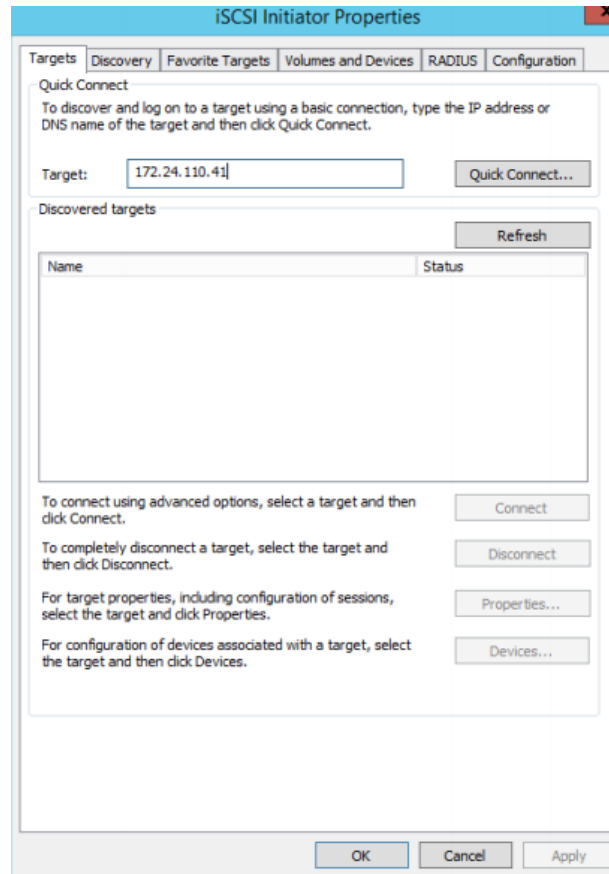 iSCSI Initiator Properties
Targets Discovery Favorite Targets Volumes and Devices RADIUS Configuration
Quick Connect
To discover and log on to a target using a basic connection, type the IP address or
DNS name of the target and then click Quick Connect.
Target: 172.24.110.41 Quick Connect...
Discovered targets
Refresh
Name Status
To connect using advanced options, select a target and then
click Connect.
Connect
To completely disconnect a target, select the target and
then click Disconnect.
Disconnect
For target properties, including configuration of sessions,
select the target and click Properties.
Properties...
For configuration of devices associated with a target, select
the target and then click Devices.
Devices...
OK Cancel Apply